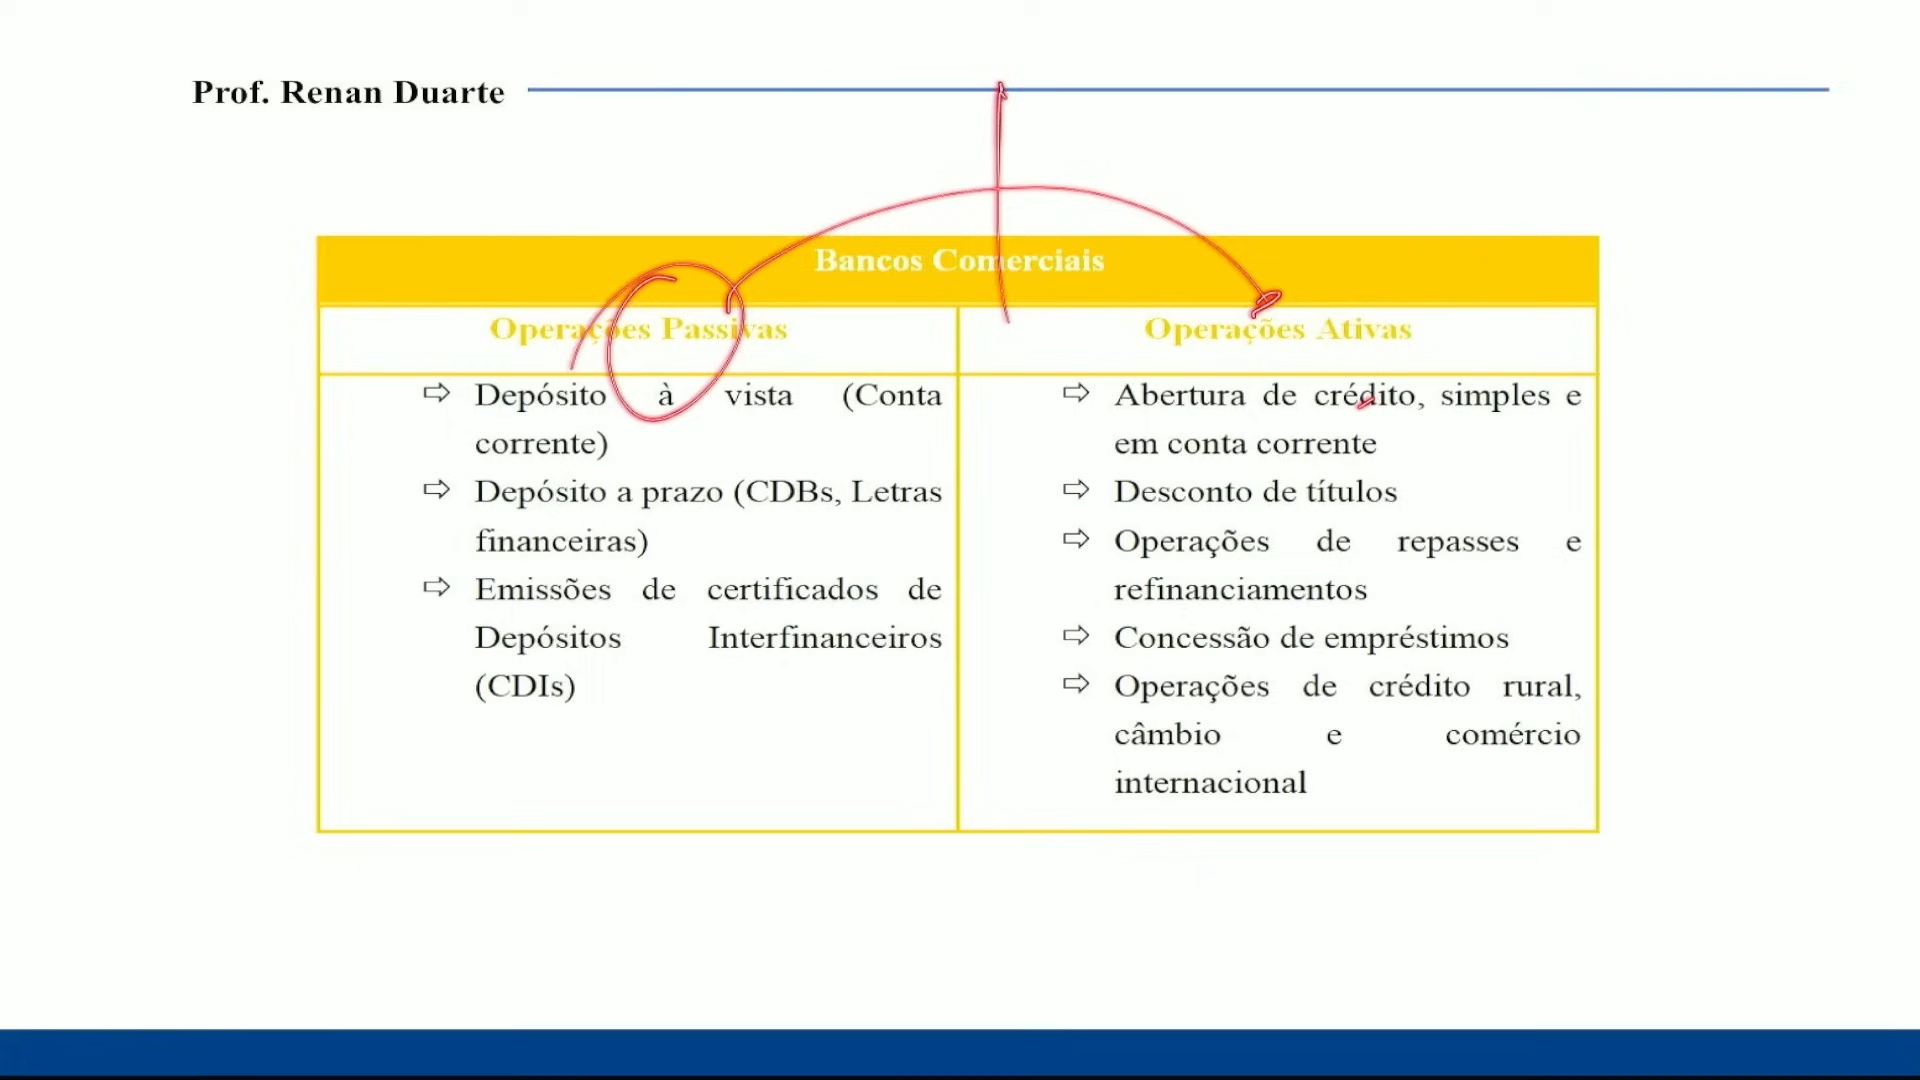 Prof. Renan Duarte
Bancos Comerciais
Operações Passivas
Operações Ativas
⇨ Depósito à vista (Conta
corrente)
⇨ Depósito a prazo (CDBs, Letras
financeiras)
⇨ Emissões de certificados de
Depósitos Interfinanceiros
(CDIs)
⇨ Abertura de crédito, simples e
em conta corrente
⇨ Desconto de títulos
⇨ Operações de repasses e
refinanciamentos
⇨ Concessão de empréstimos
⇨ Operações de crédito rural,
câmbio e comércio
internacional